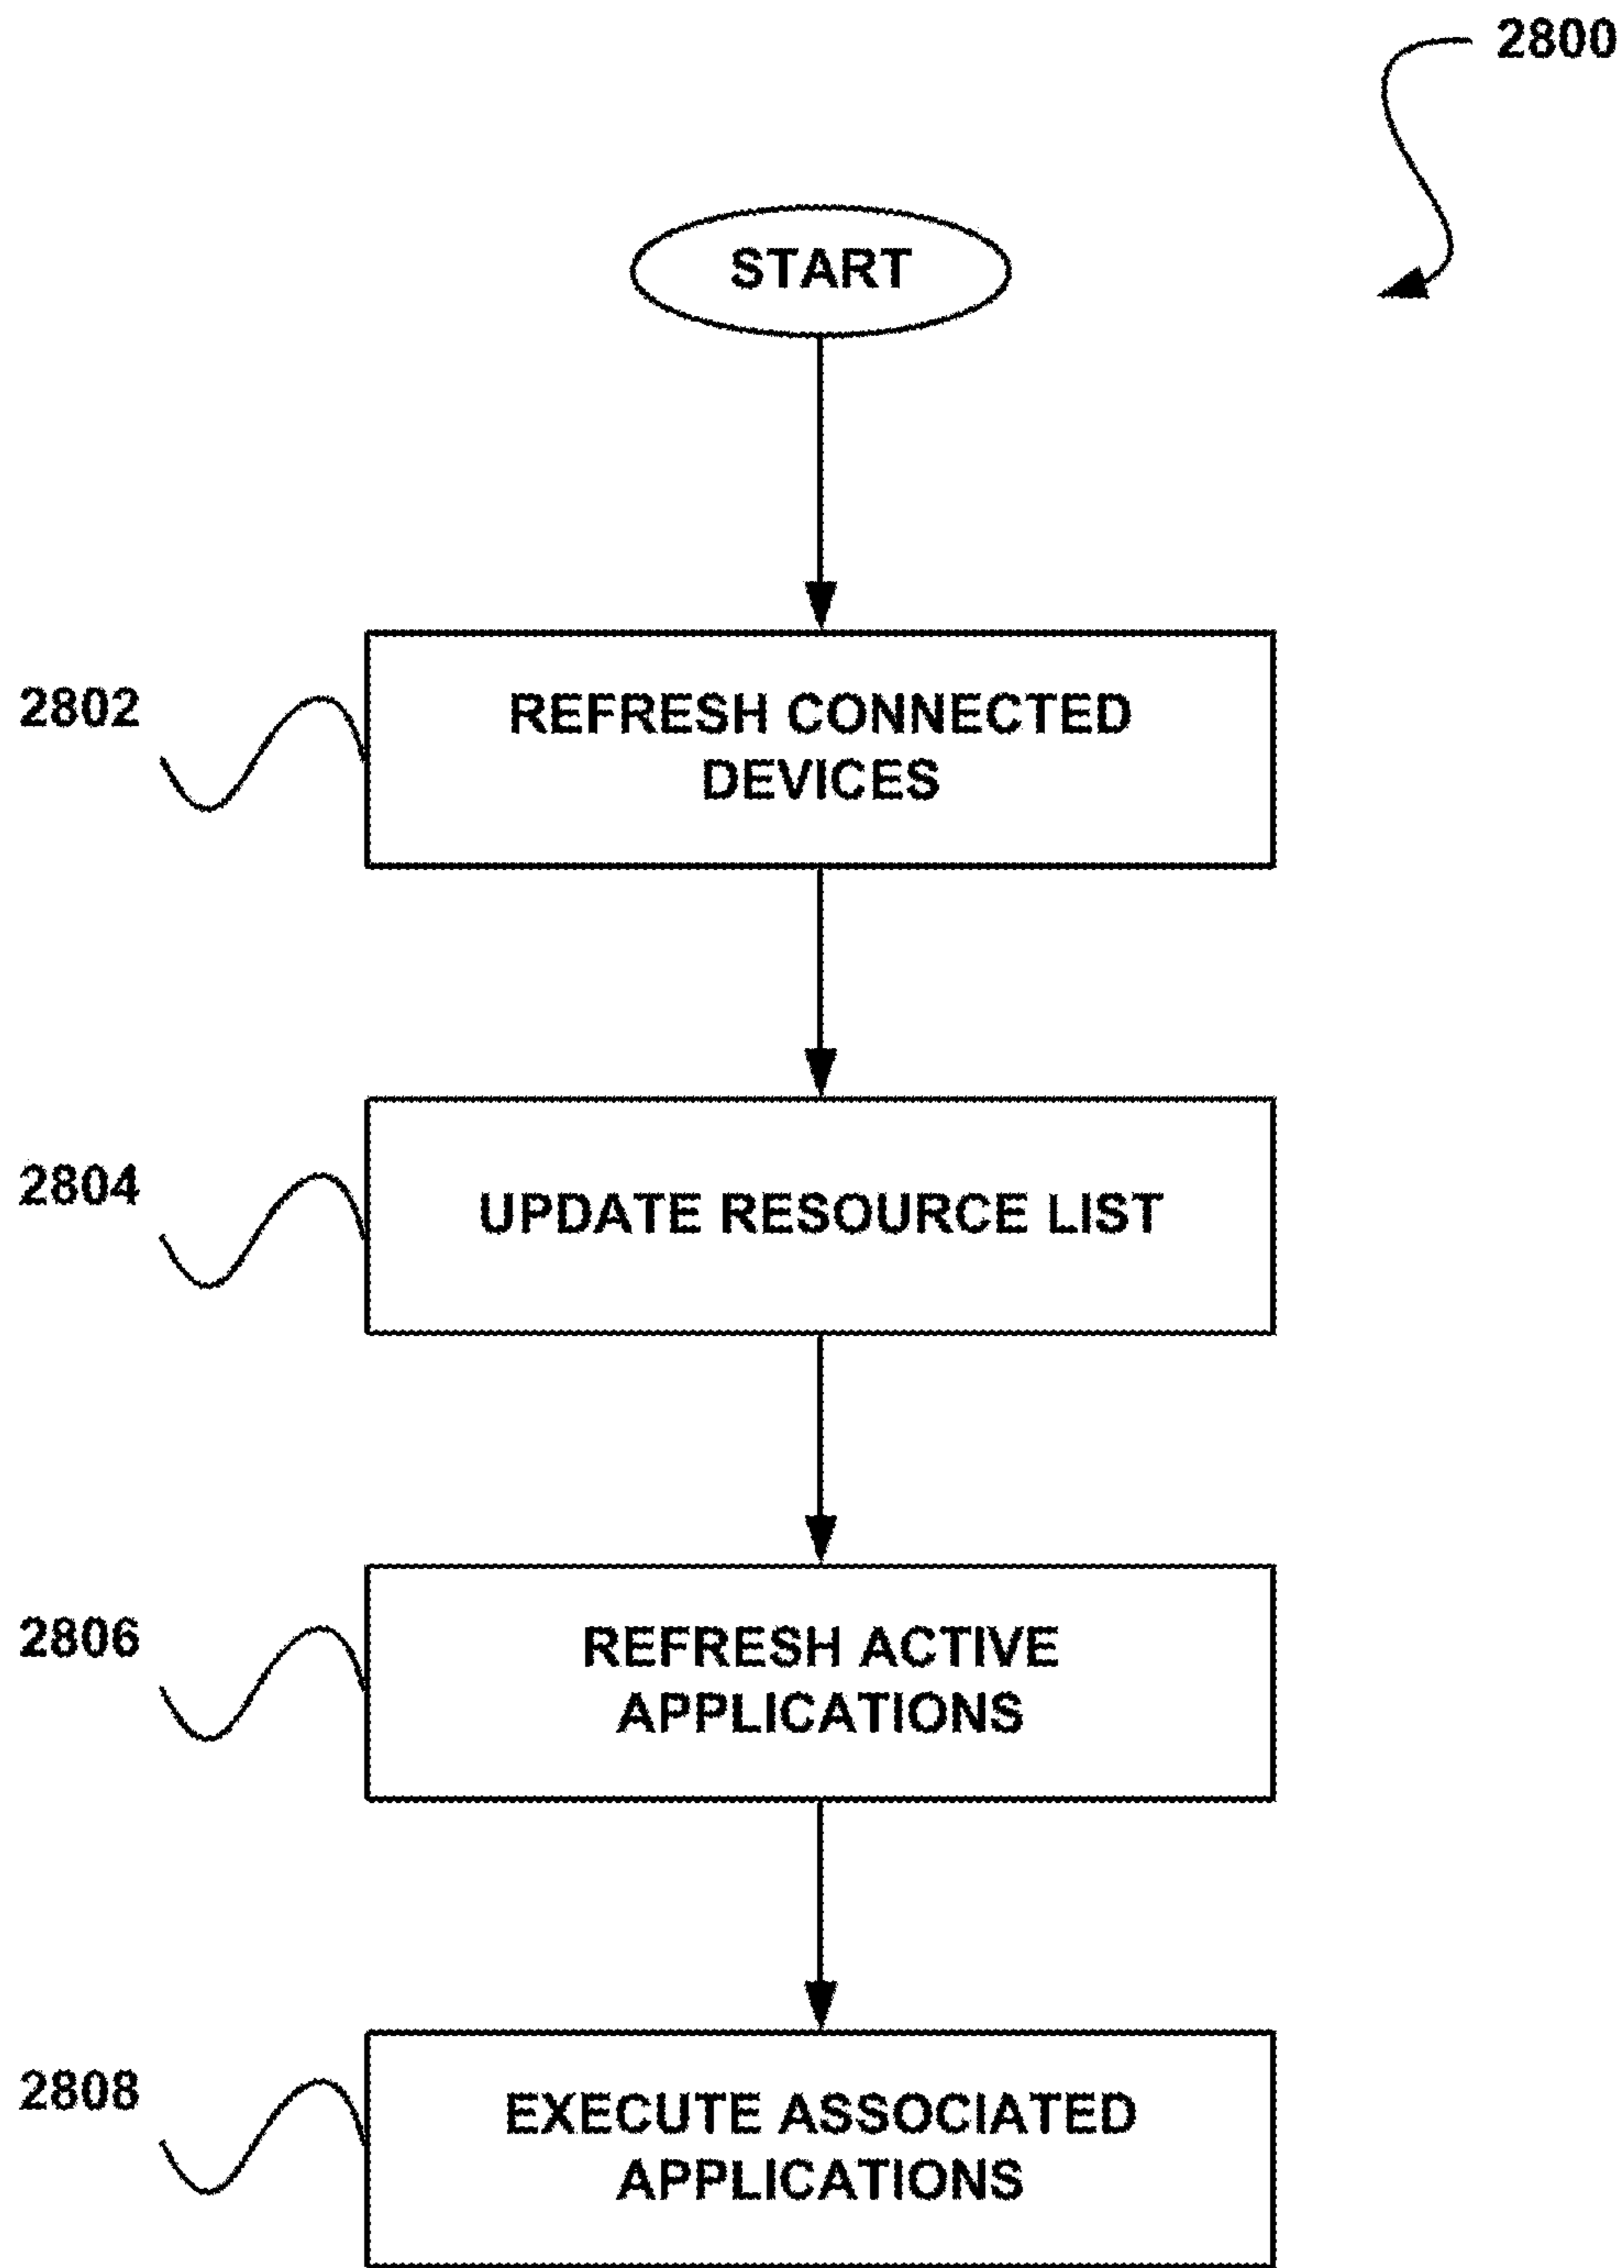 2800
START
2802
REFRESH CONNECTED
DEVICES
2804
UPDATE RESOURCE LIST
2806
REFRESH ACTIVE
APPLICATIONS
2808
EXECUTE ASSOCIATED
APPLICATIONS